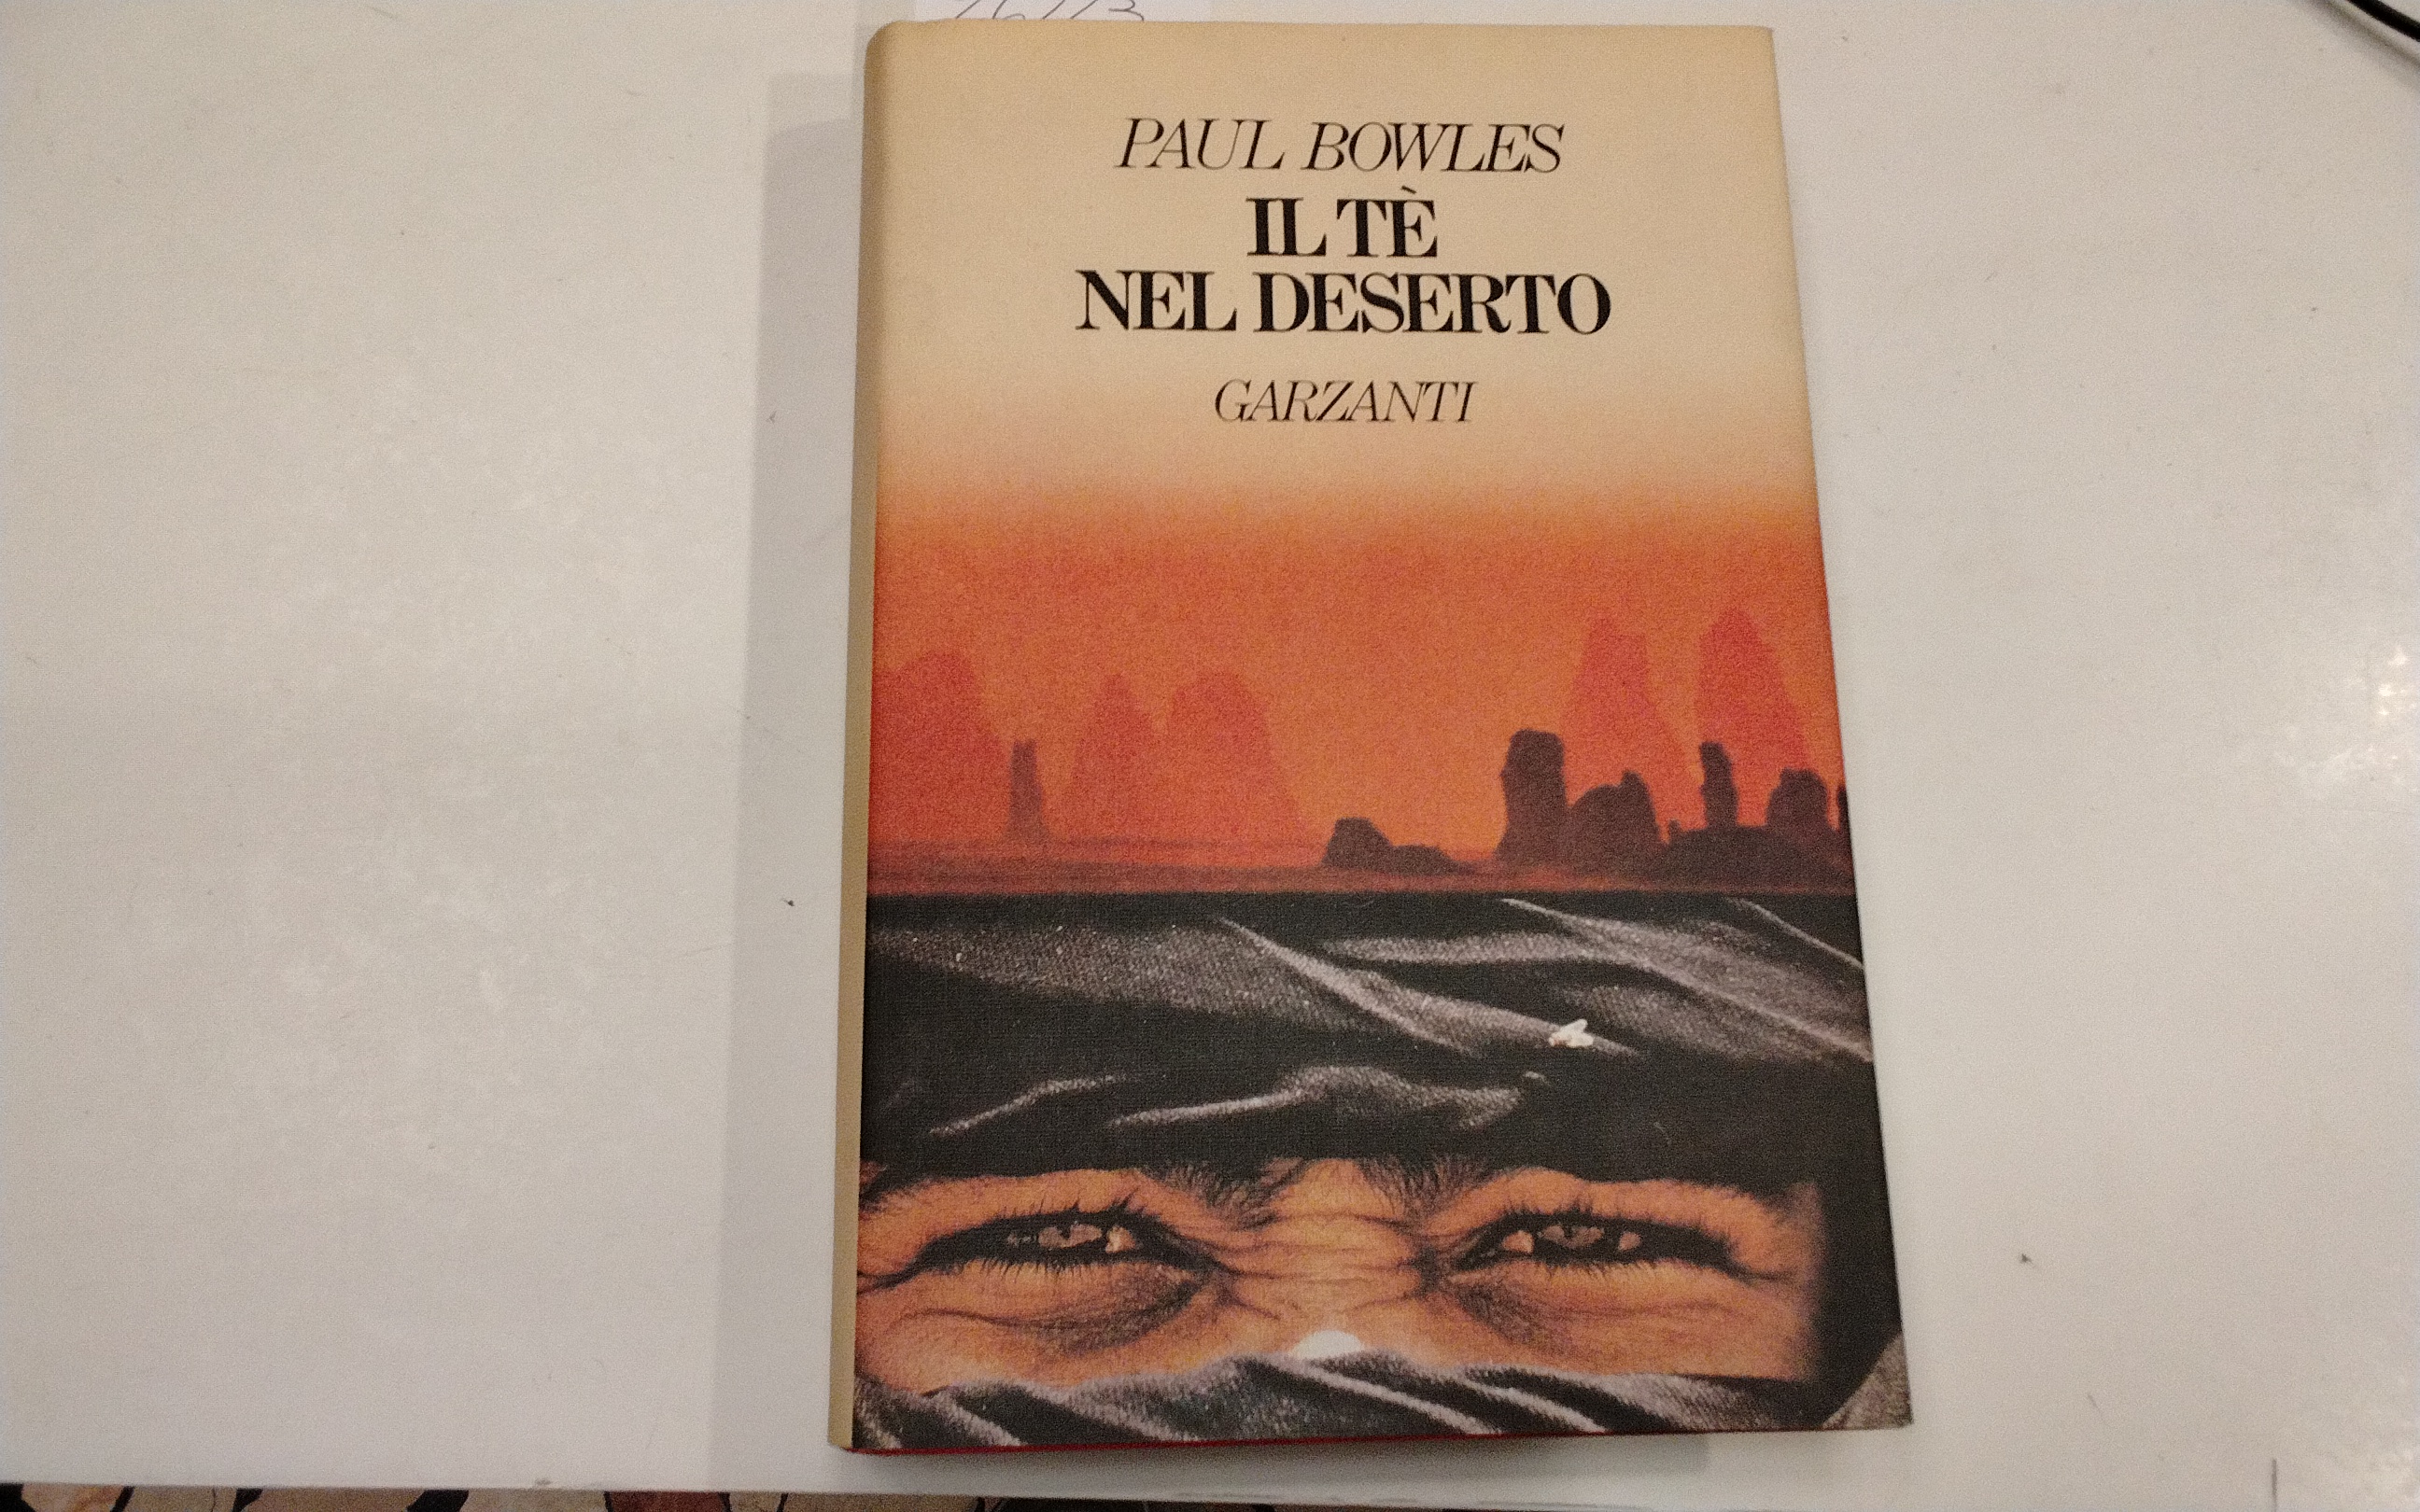 PAUL BOWLES
IL TÈ
NEL DESERTO
GARZANTI